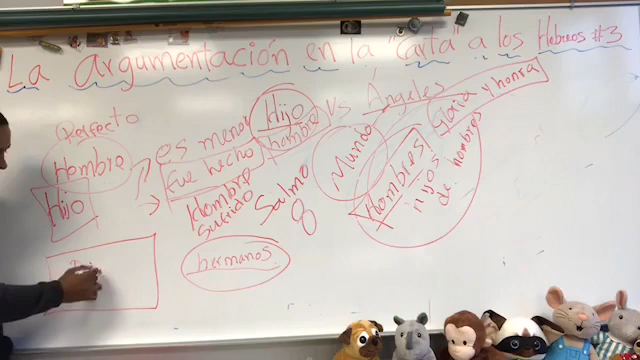 La argumentación en la "carta" a los Hebreos #3
Hijo vs Ángeles
hombre
Perfecto
Hombre
Hijo
es menor
fue hecho
Hombre
Salmo
8
Mundo
Gloria y honra
hombres
hijos
de hombres
hermanos